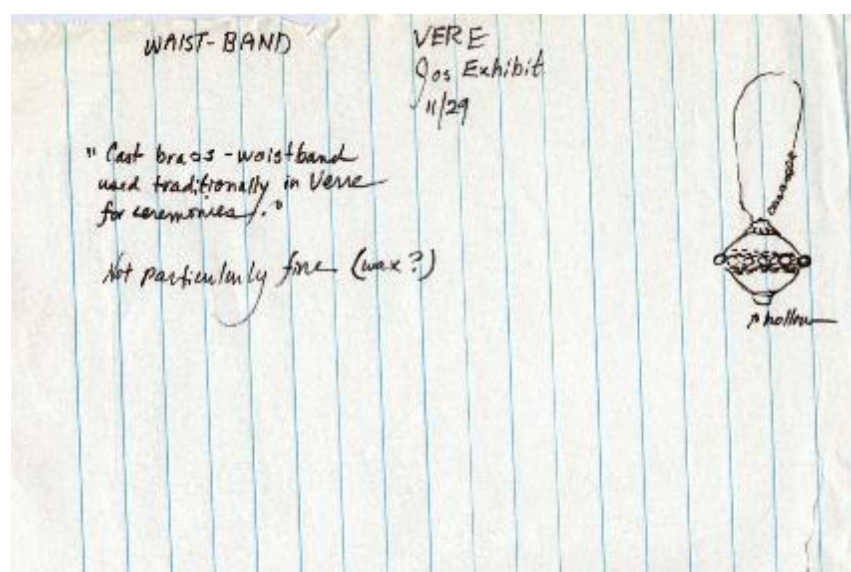 WAIST-BAND
VERE
Jos Exhibit
11/29
"Cast brass-waistband
used traditionally in Verre
for ceremonies."
Not particularly fine (wax?)
hollow